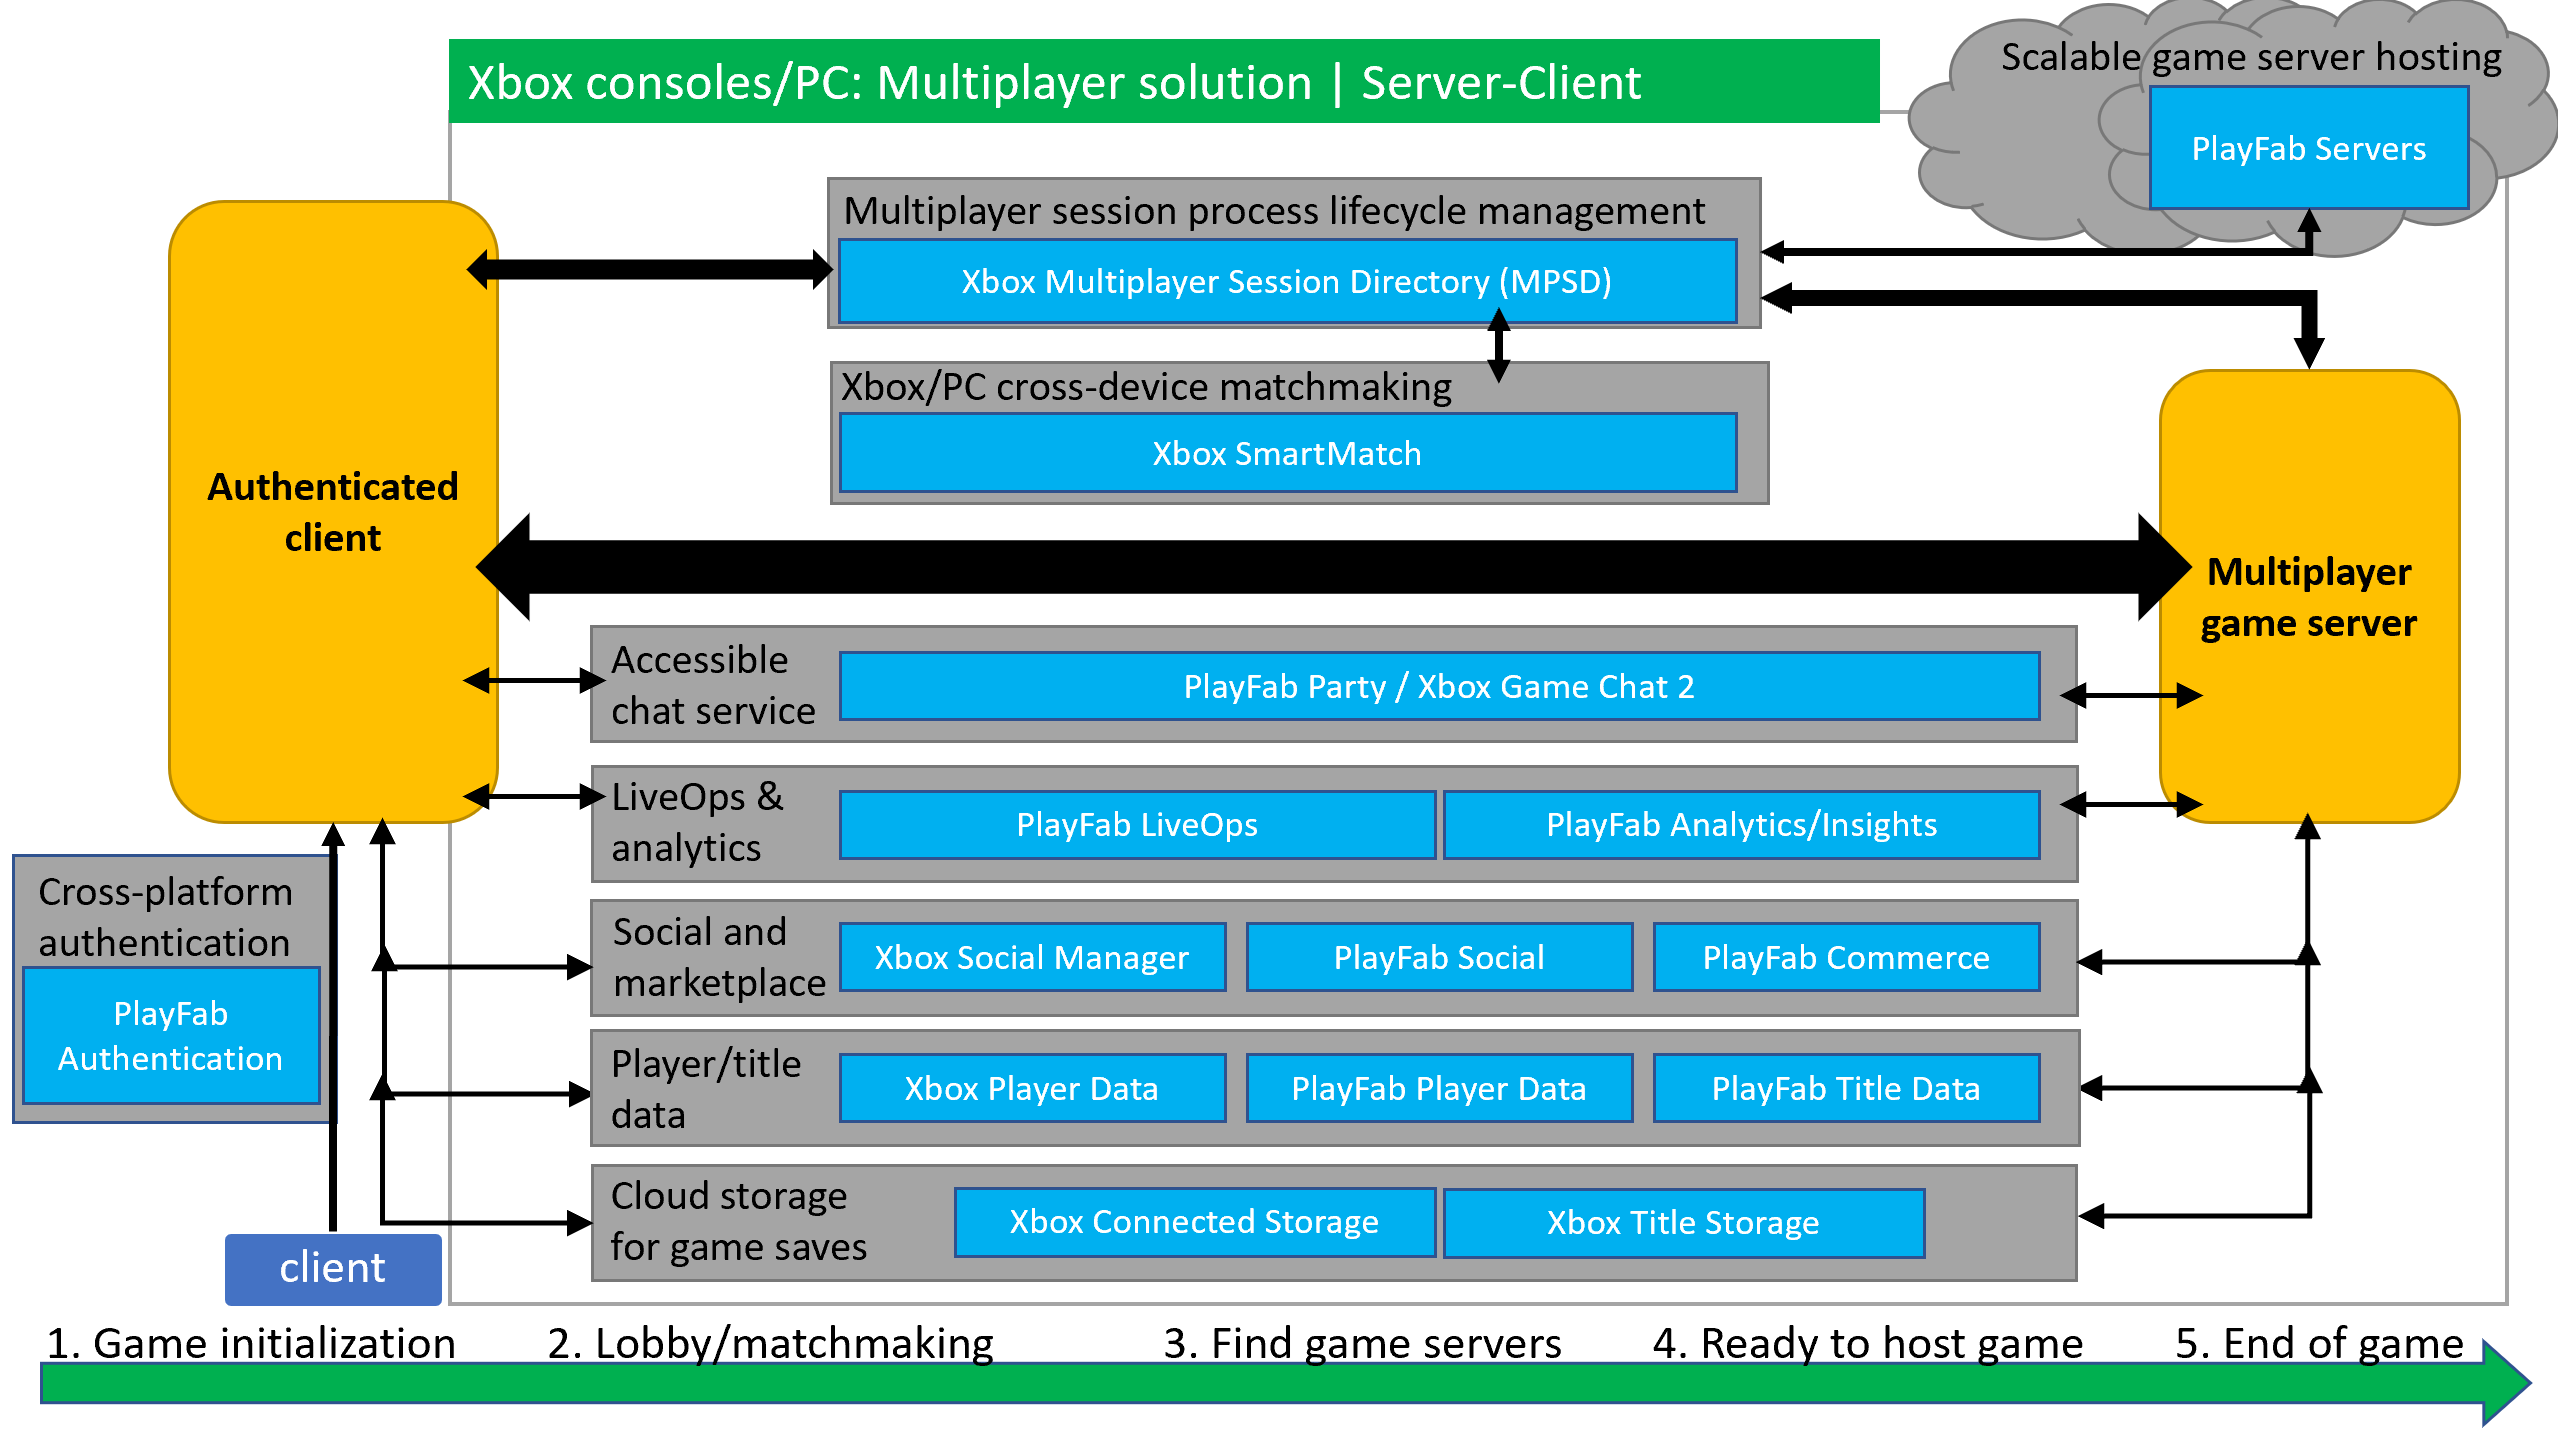 Xbox consoles/PC: Multiplayer solution | Server-Client
Scalable game server hosting
PlayFab Servers
Multiplayer session process lifecycle management
Xbox Multiplayer Session Directory (MPSD)
Xbox/PC cross-device matchmaking
Xbox SmartMatch
Authenticated
client
Multiplayer
game server
Accessible
chat service
PlayFab Party / Xbox Game Chat 2
LiveOps &
analytics
PlayFab LiveOps
PlayFab Analytics/Insights
Cross-platform
authentication
PlayFab
Authentication
Social and
marketplace
Xbox Social Manager
PlayFab Social
PlayFab Commerce
Player/title
data
Xbox Player Data
PlayFab Player Data
PlayFab Title Data
Cloud storage
for game saves
Xbox Connected Storage
Xbox Title Storage
client
1. Game initialization
2. Lobby/matchmaking
3. Find game servers
4. Ready to host game
5. End of game